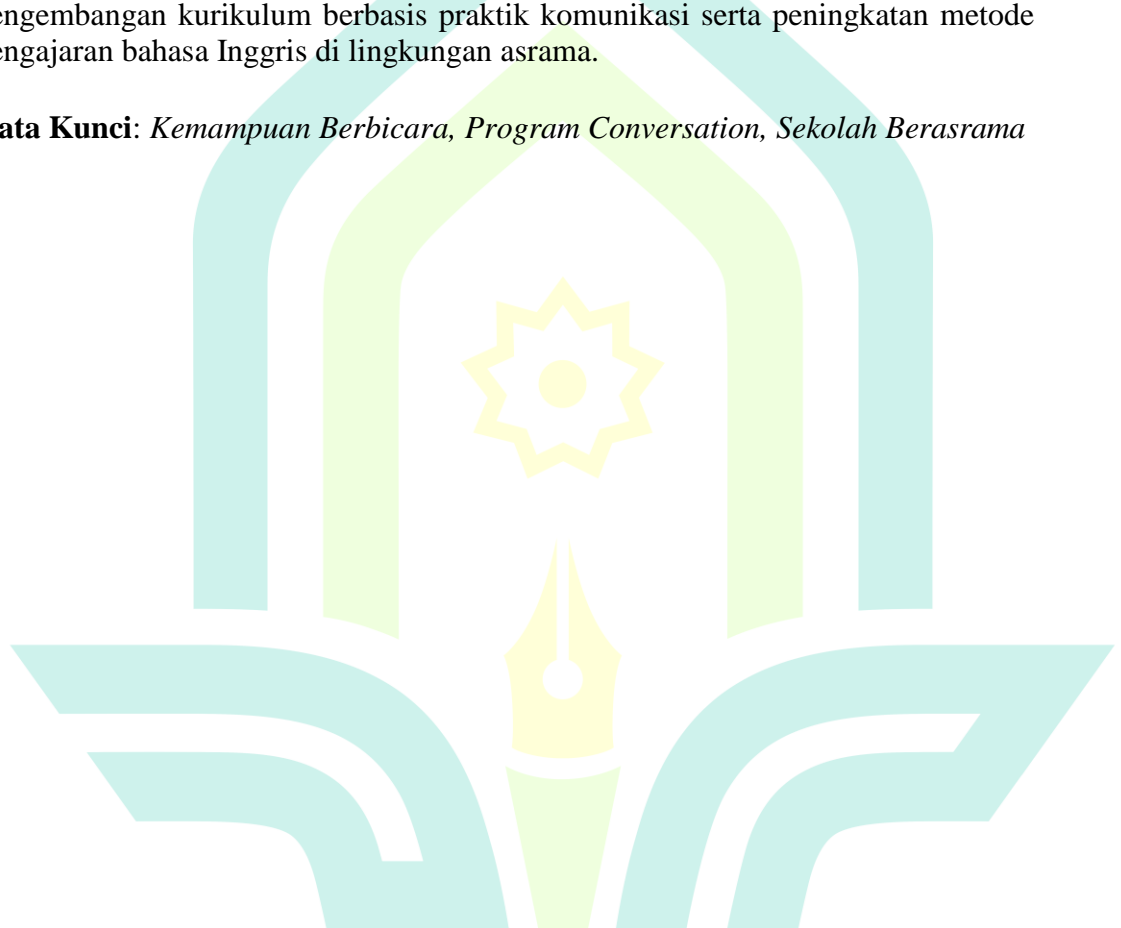 engembangan kurikulum berbasis praktik komunikasi serta peningkatan metode
engajaran bahasa Inggris di lingkungan asrama.
ata Kunci: Kemampuan Berbicara, Program Conversation, Sekolah Berasrama